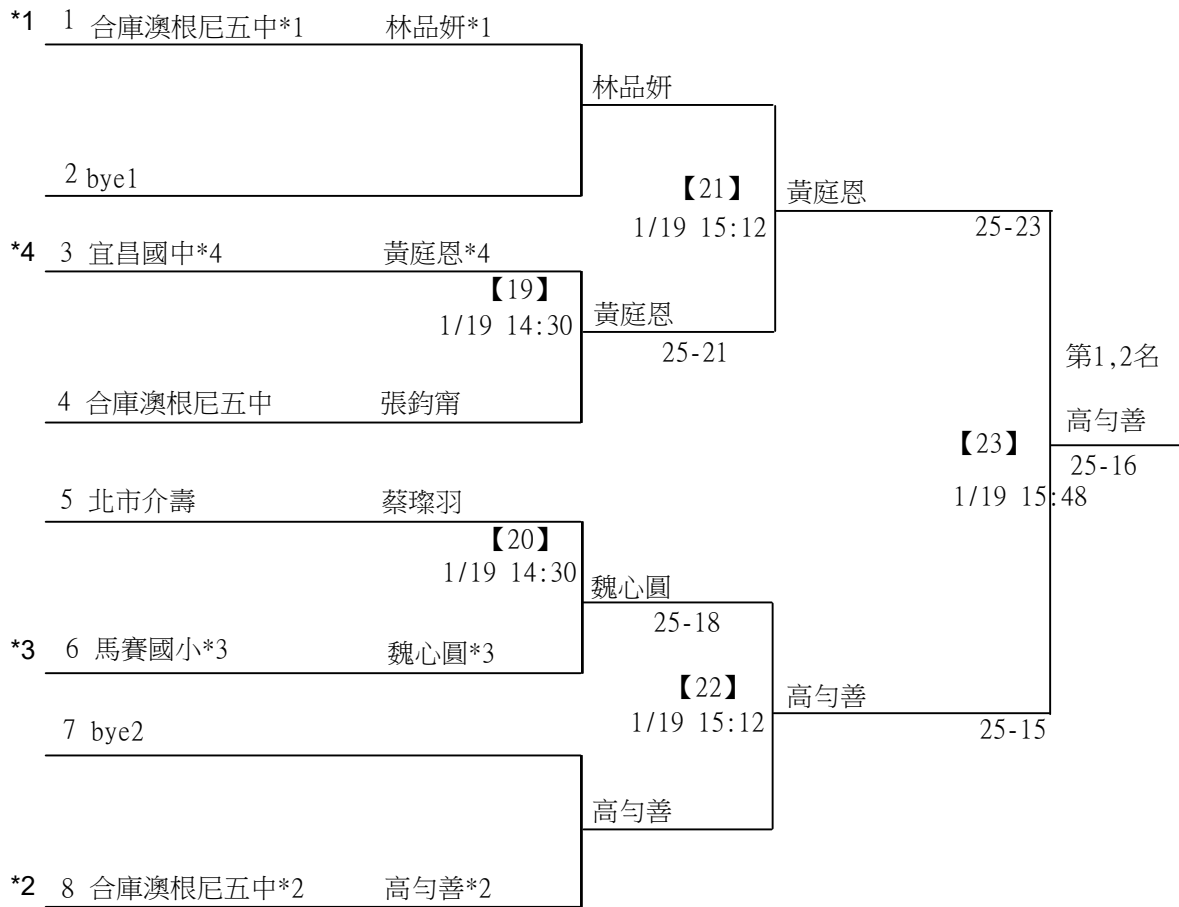 *1 1 合庫澳根尼五中*1 林品妍*1
林品妍
2 bye1
【21】
1/19 15:12
黃庭恩
25-23
*4 3 宜昌國中*4 黃庭恩*4
【19】
1/19 14:30
黃庭恩
25-21
4 合庫澳根尼五中 張鈞甯
第1,2名
高勻善
25-16
【23】
1/19 15:48
5 北市介壽 蔡璨羽
【20】
1/19 14:30
魏心圓
25-18
*3 6 馬賽國小*3 魏心圓*3
【22】
1/19 15:12
高勻善
25-15
7 bye2
高勻善
*2 8 合庫澳根尼五中*2 高勻善*2